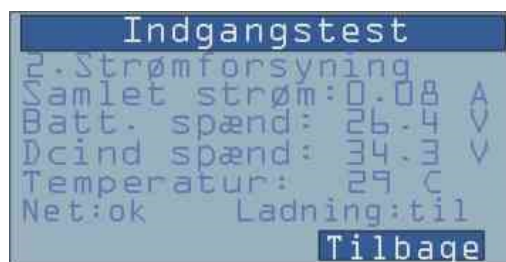 Indgangstest
2.Strømforsyning
Samlet strøm:0.08 A
Batt. spænd: 26.4 V
Dcind spænd: 34.3 V
Temperatur: 29 C
Net:ok Ladning:til
Tilbage